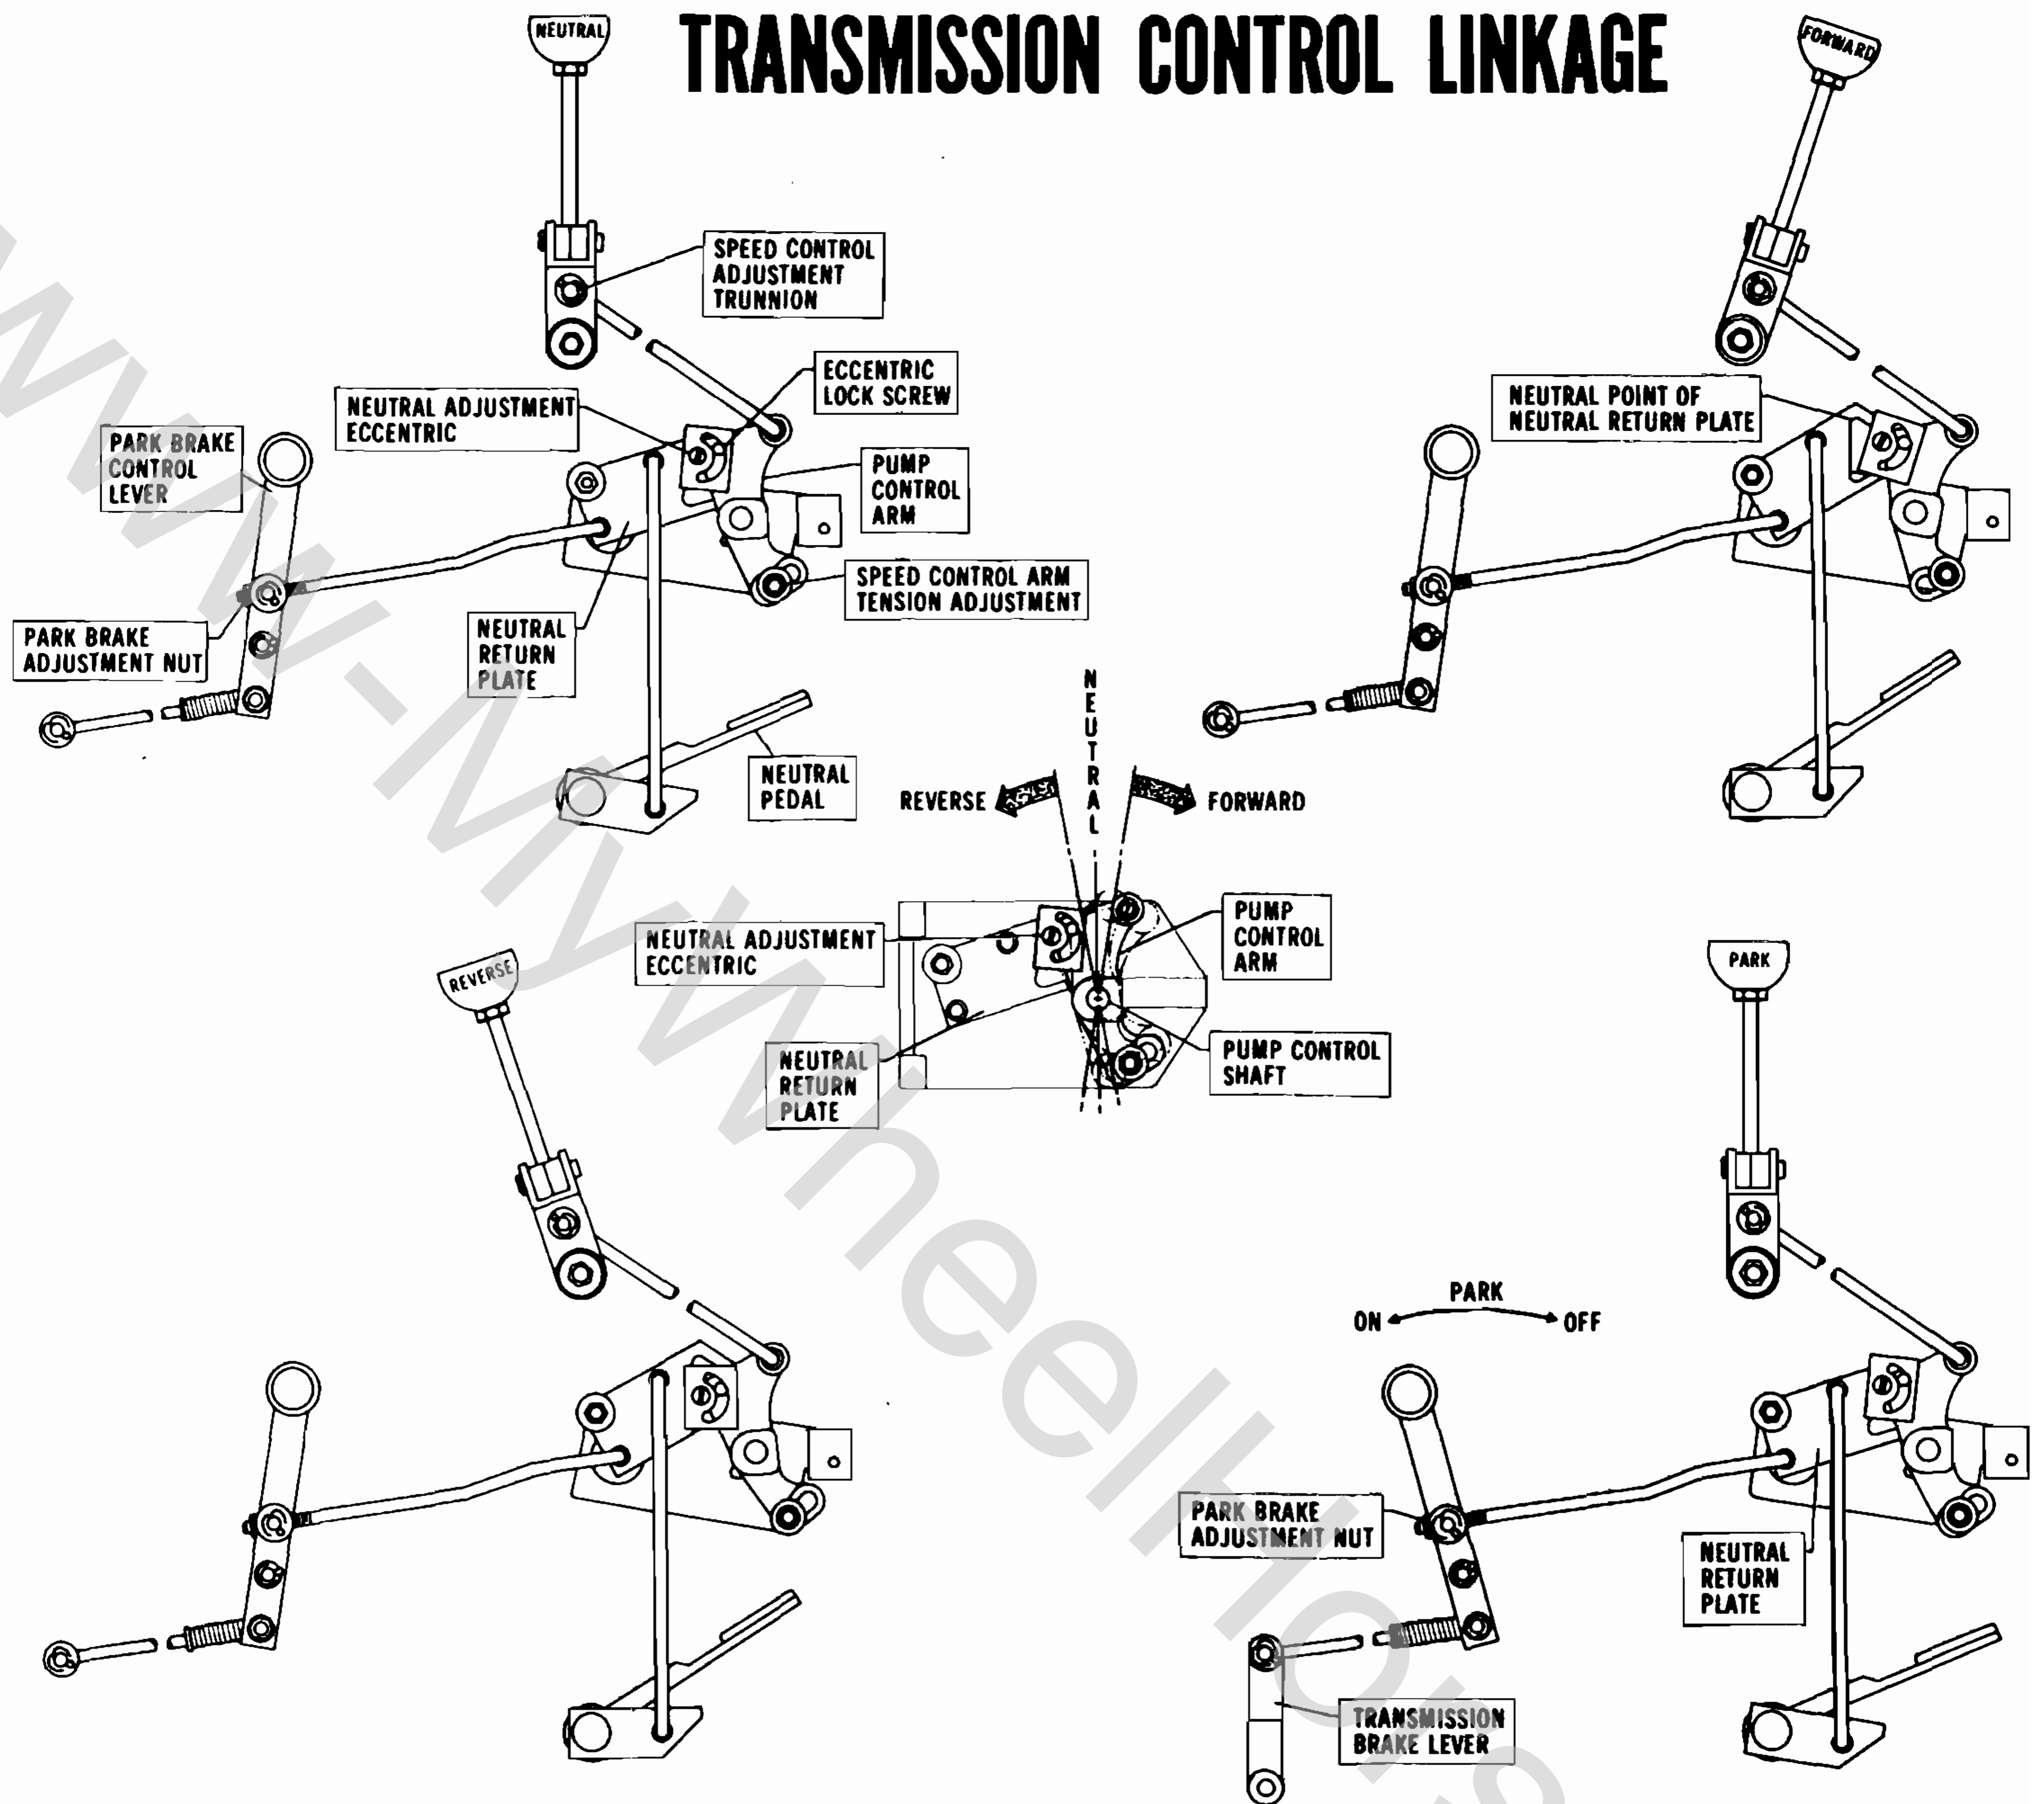 TRANSMISSION CONTROL LINKAGE
NEUTRAL
SPEED CONTROL
ADJUSTMENT
TRUNNION
ECCENTRIC
LOCK SCREW
NEUTRAL ADJUSTMENT
ECCENTRIC
PARK BRAKE
CONTROL
LEVER
PUMP
CONTROL
ARM
SPEED CONTROL ARM
TENSION ADJUSTMENT
PARK BRAKE
ADJUSTMENT NUT
NEUTRAL
RETURN
PLATE
NEUTRAL
PEDAL
FORWARD
NEUTRAL POINT OF
NEUTRAL RETURN PLATE
NEUTRAL
REVERSE
FORWARD
NEUTRAL ADJUSTMENT
ECCENTRIC
PUMP
CONTROL
ARM
NEUTRAL
RETURN
PLATE
PUMP CONTROL
SHAFT
REVERSE
PARK
PARK
ON OFF
PARK BRAKE
ADJUSTMENT NUT
NEUTRAL
RETURN
PLATE
TRANSMISSION
BRAKE LEVER
www-MyWheelHors